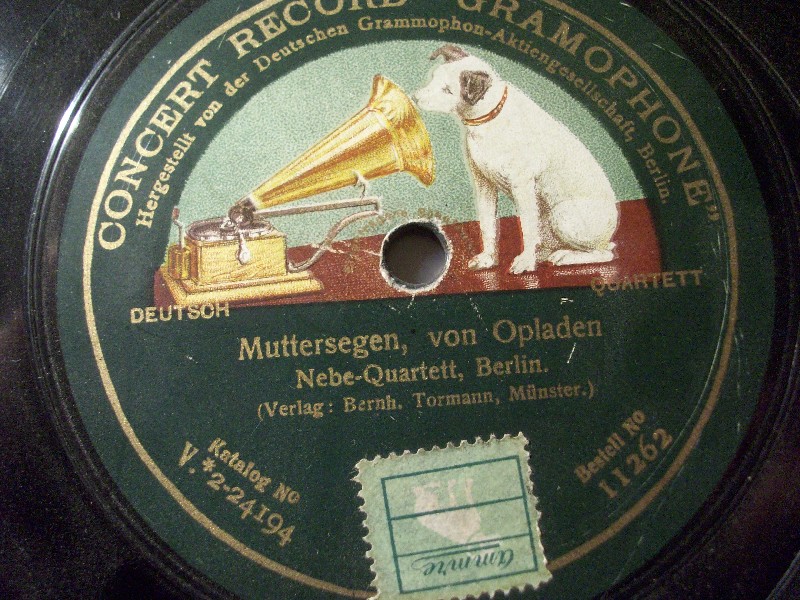 CONCERT RECORD "GRAMOPHONE"
Hergestellt von der Deutschen Grammophon-Aktiengesellschaft, Berlin.
DEUTSCH
QUARTETT
Muttersegen, von Opladen
Nebe-Quartett, Berlin.
(Verlag: Bernh. Tormann, Münster.)
Katalog No
V.*2-24194
Bestell No
11262